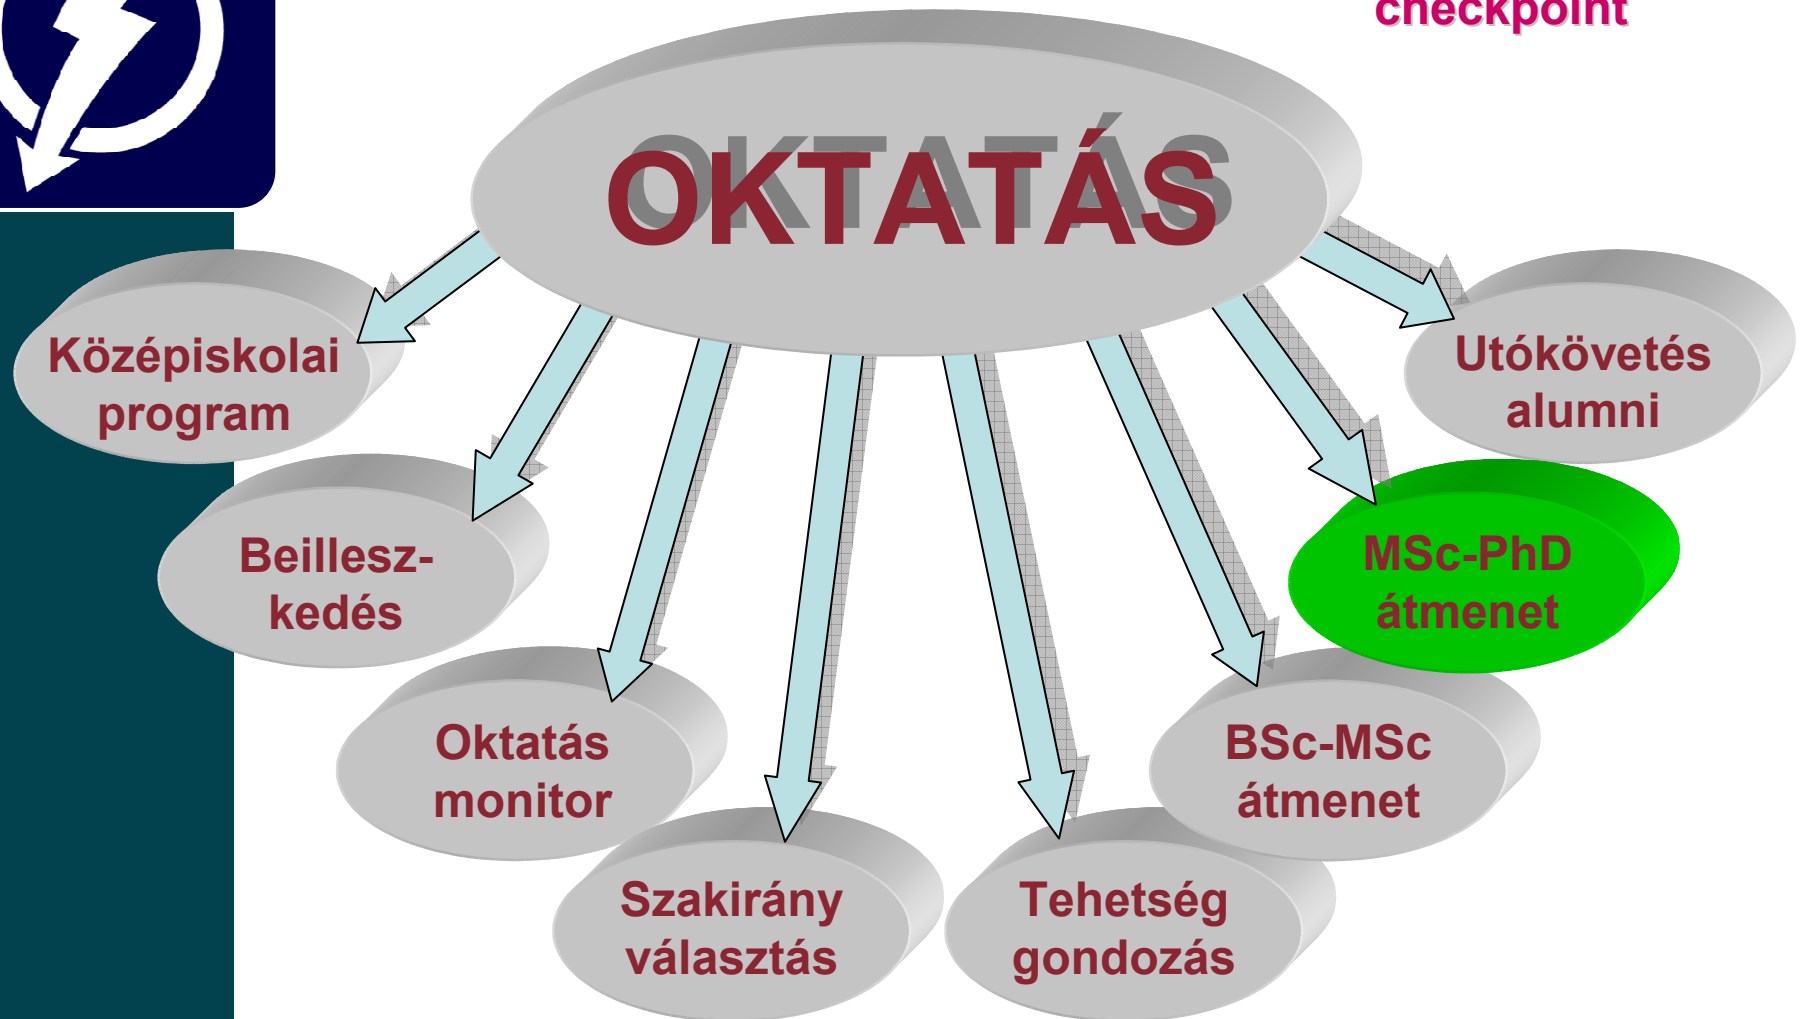 checkpoint
OKTATÁS
Középiskolai
program
Utókövetés
alumni
Beillesz-
kedés
MSc-PhD
átmenet
Oktatás
monitor
BSc-MSc
átmenet
Szakirány
választás
Tehetség
gondozás